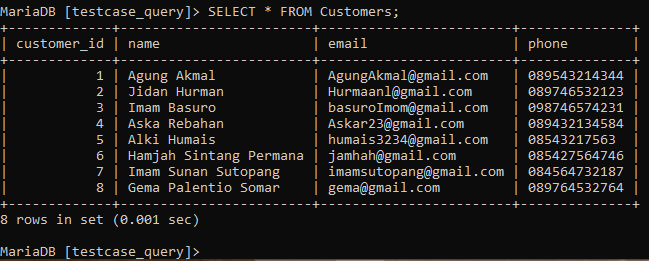 MariaDB [testcase_query]> SELECT * FROM Customers;
+-------------+------------------------+-------------------------+--------------+
| customer_id | name                   | email                   | phone        |
+-------------+------------------------+-------------------------+--------------+
|           1 | Agung Akmal            | AgungAkmal@gmail.com    | 089543214344 |
|           2 | Jidan Hurman           | Hurmaanl@gmail.com      | 089746532123 |
|           3 | Imam Basuro            | basuroImom@gmail.com    | 098746574231 |
|           4 | Aska Rebahan           | Askar23@gmail.com       | 089432134584 |
|           5 | Alki Humais            | humais3234@gmail.com    | 08543217563  |
|           6 | Hamjah Sintang Permana | jamhah@gmail.com        | 085427564746 |
|           7 | Imam Sunan Sutopang    | imamsutopang@gmail.com  | 084564732187 |
|           8 | Gema Palentio Somar    | gema@gmail.com          | 089764532764 |
+-------------+------------------------+-------------------------+--------------+
8 rows in set (0.001 sec)
MariaDB [testcase_query]>